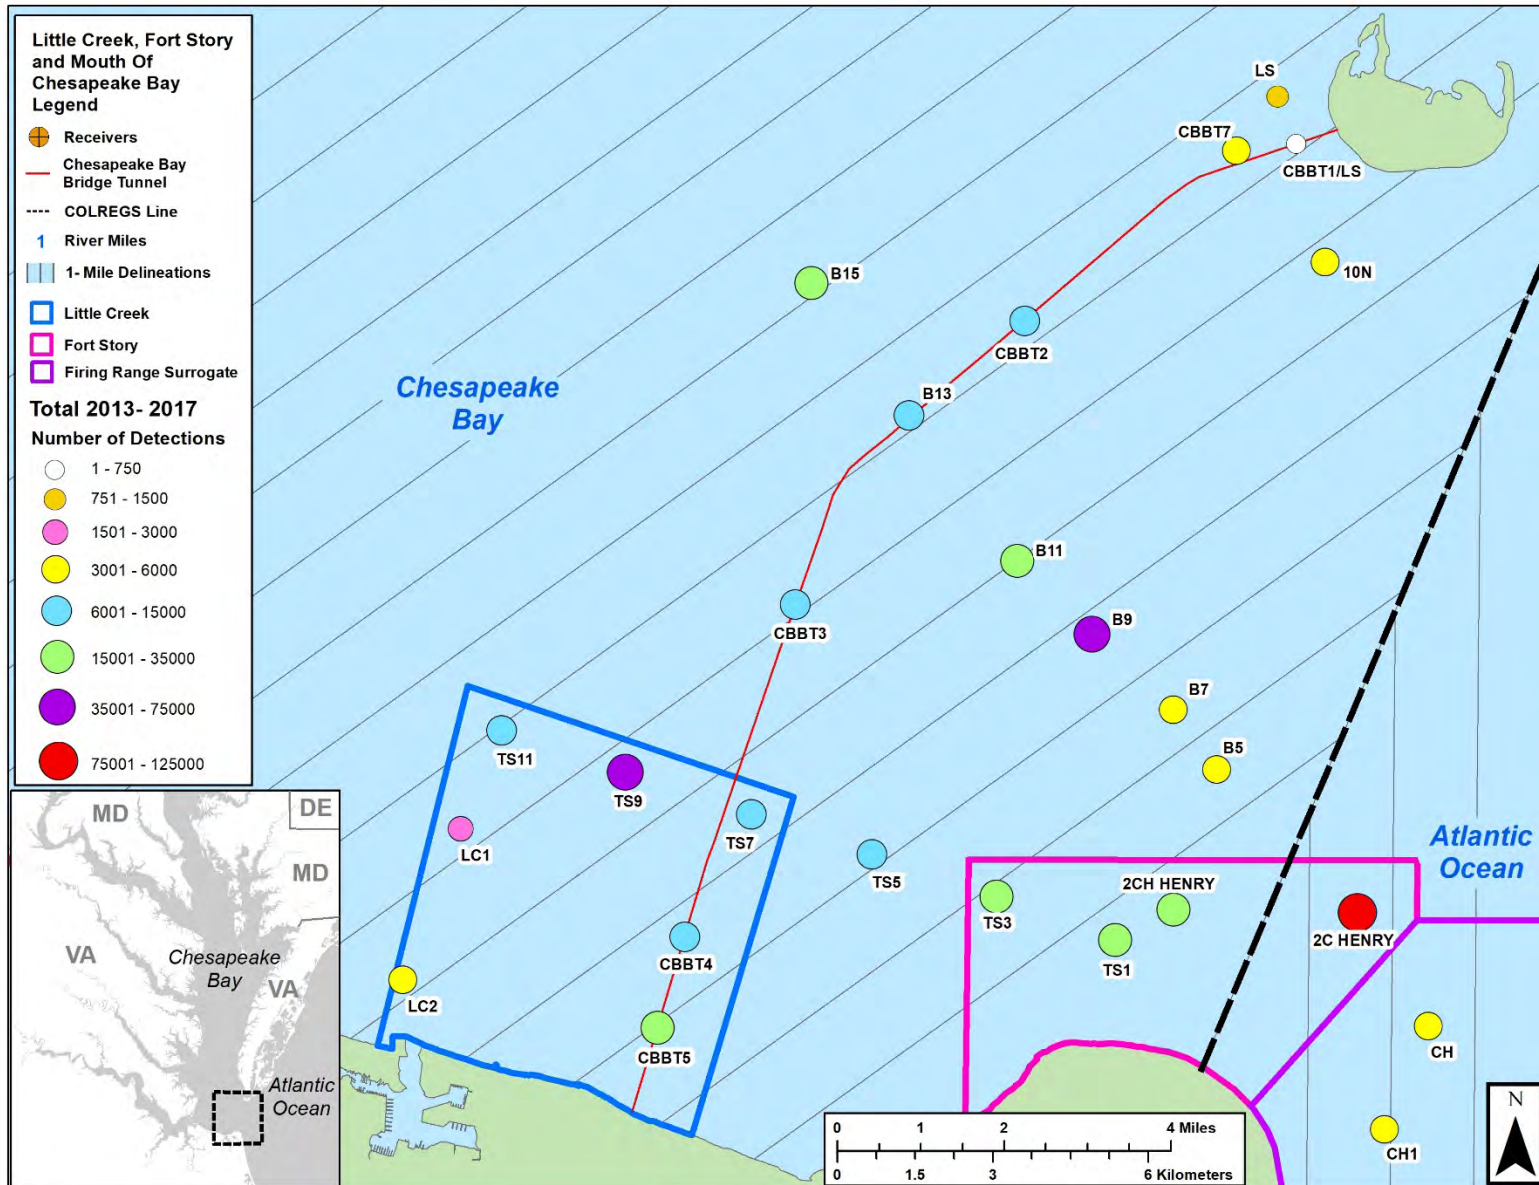 Little Creek, Fort Story
and Mouth Of
Chesapeake Bay
Legend
Receivers
Chesapeake Bay
Bridge Tunnel
COLREGS Line
1 River Miles
1- Mile Delineations
Little Creek
Fort Story
Firing Range Surrogate
Total 2013- 2017
Number of Detections
1 - 750
751 - 1500
1501 - 3000
3001 - 6000
6001 - 15000
15001 - 35000
35001 - 75000
75001 - 125000
LS
CBBT7
CBBT1/LS
10N
B15
CBBT2
Chesapeake
Bay
B13
B11
CBBT3
B9
B7
B5
TS11
TS9
TS7
LC1
TS5
Atlantic
Ocean
2CH HENRY
TS3
TS1
2C HENRY
CBBT4
LC2
CBBT5
CH
CH1
MD
DE
MD
VA
Chesapeake
Bay
VA
Atlantic
Ocean
0 1 2 4 Miles
0 1.5 3 6 Kilometers
N